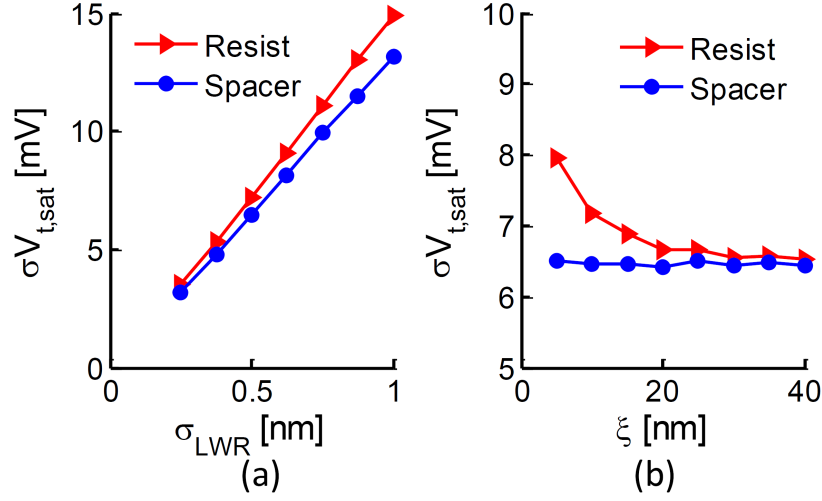 15
10
5
0
0
0.5
1
σV_t,sat [mV]
σ_LWR [nm]
Resist
Spacer
(a)
10
9
8
7
6
5
0
20
40
σV_t,sat [mV]
ξ [nm]
Resist
Spacer
(b)